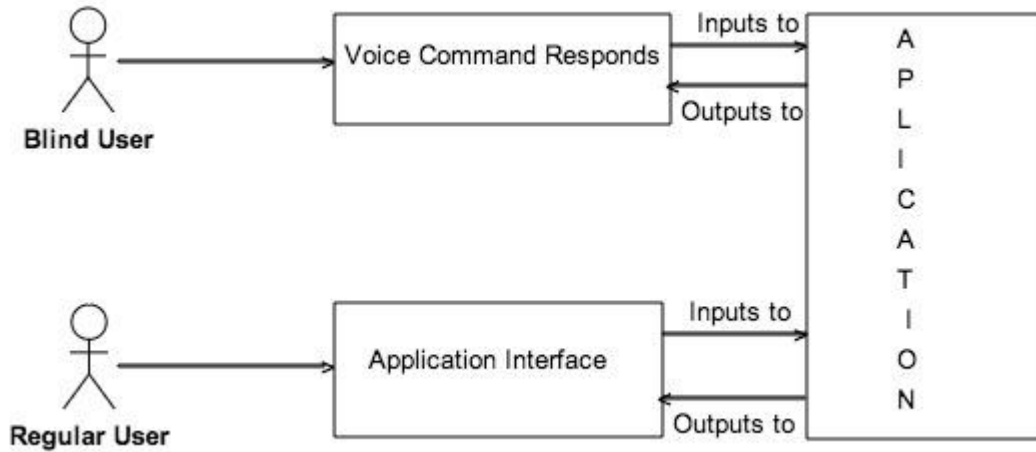 Inputs to
Voice Command Responds
Outputs to
Blind User
A
P
L
I
C
A
T
I
O
N
Inputs to
Application Interface
Outputs to
Regular User